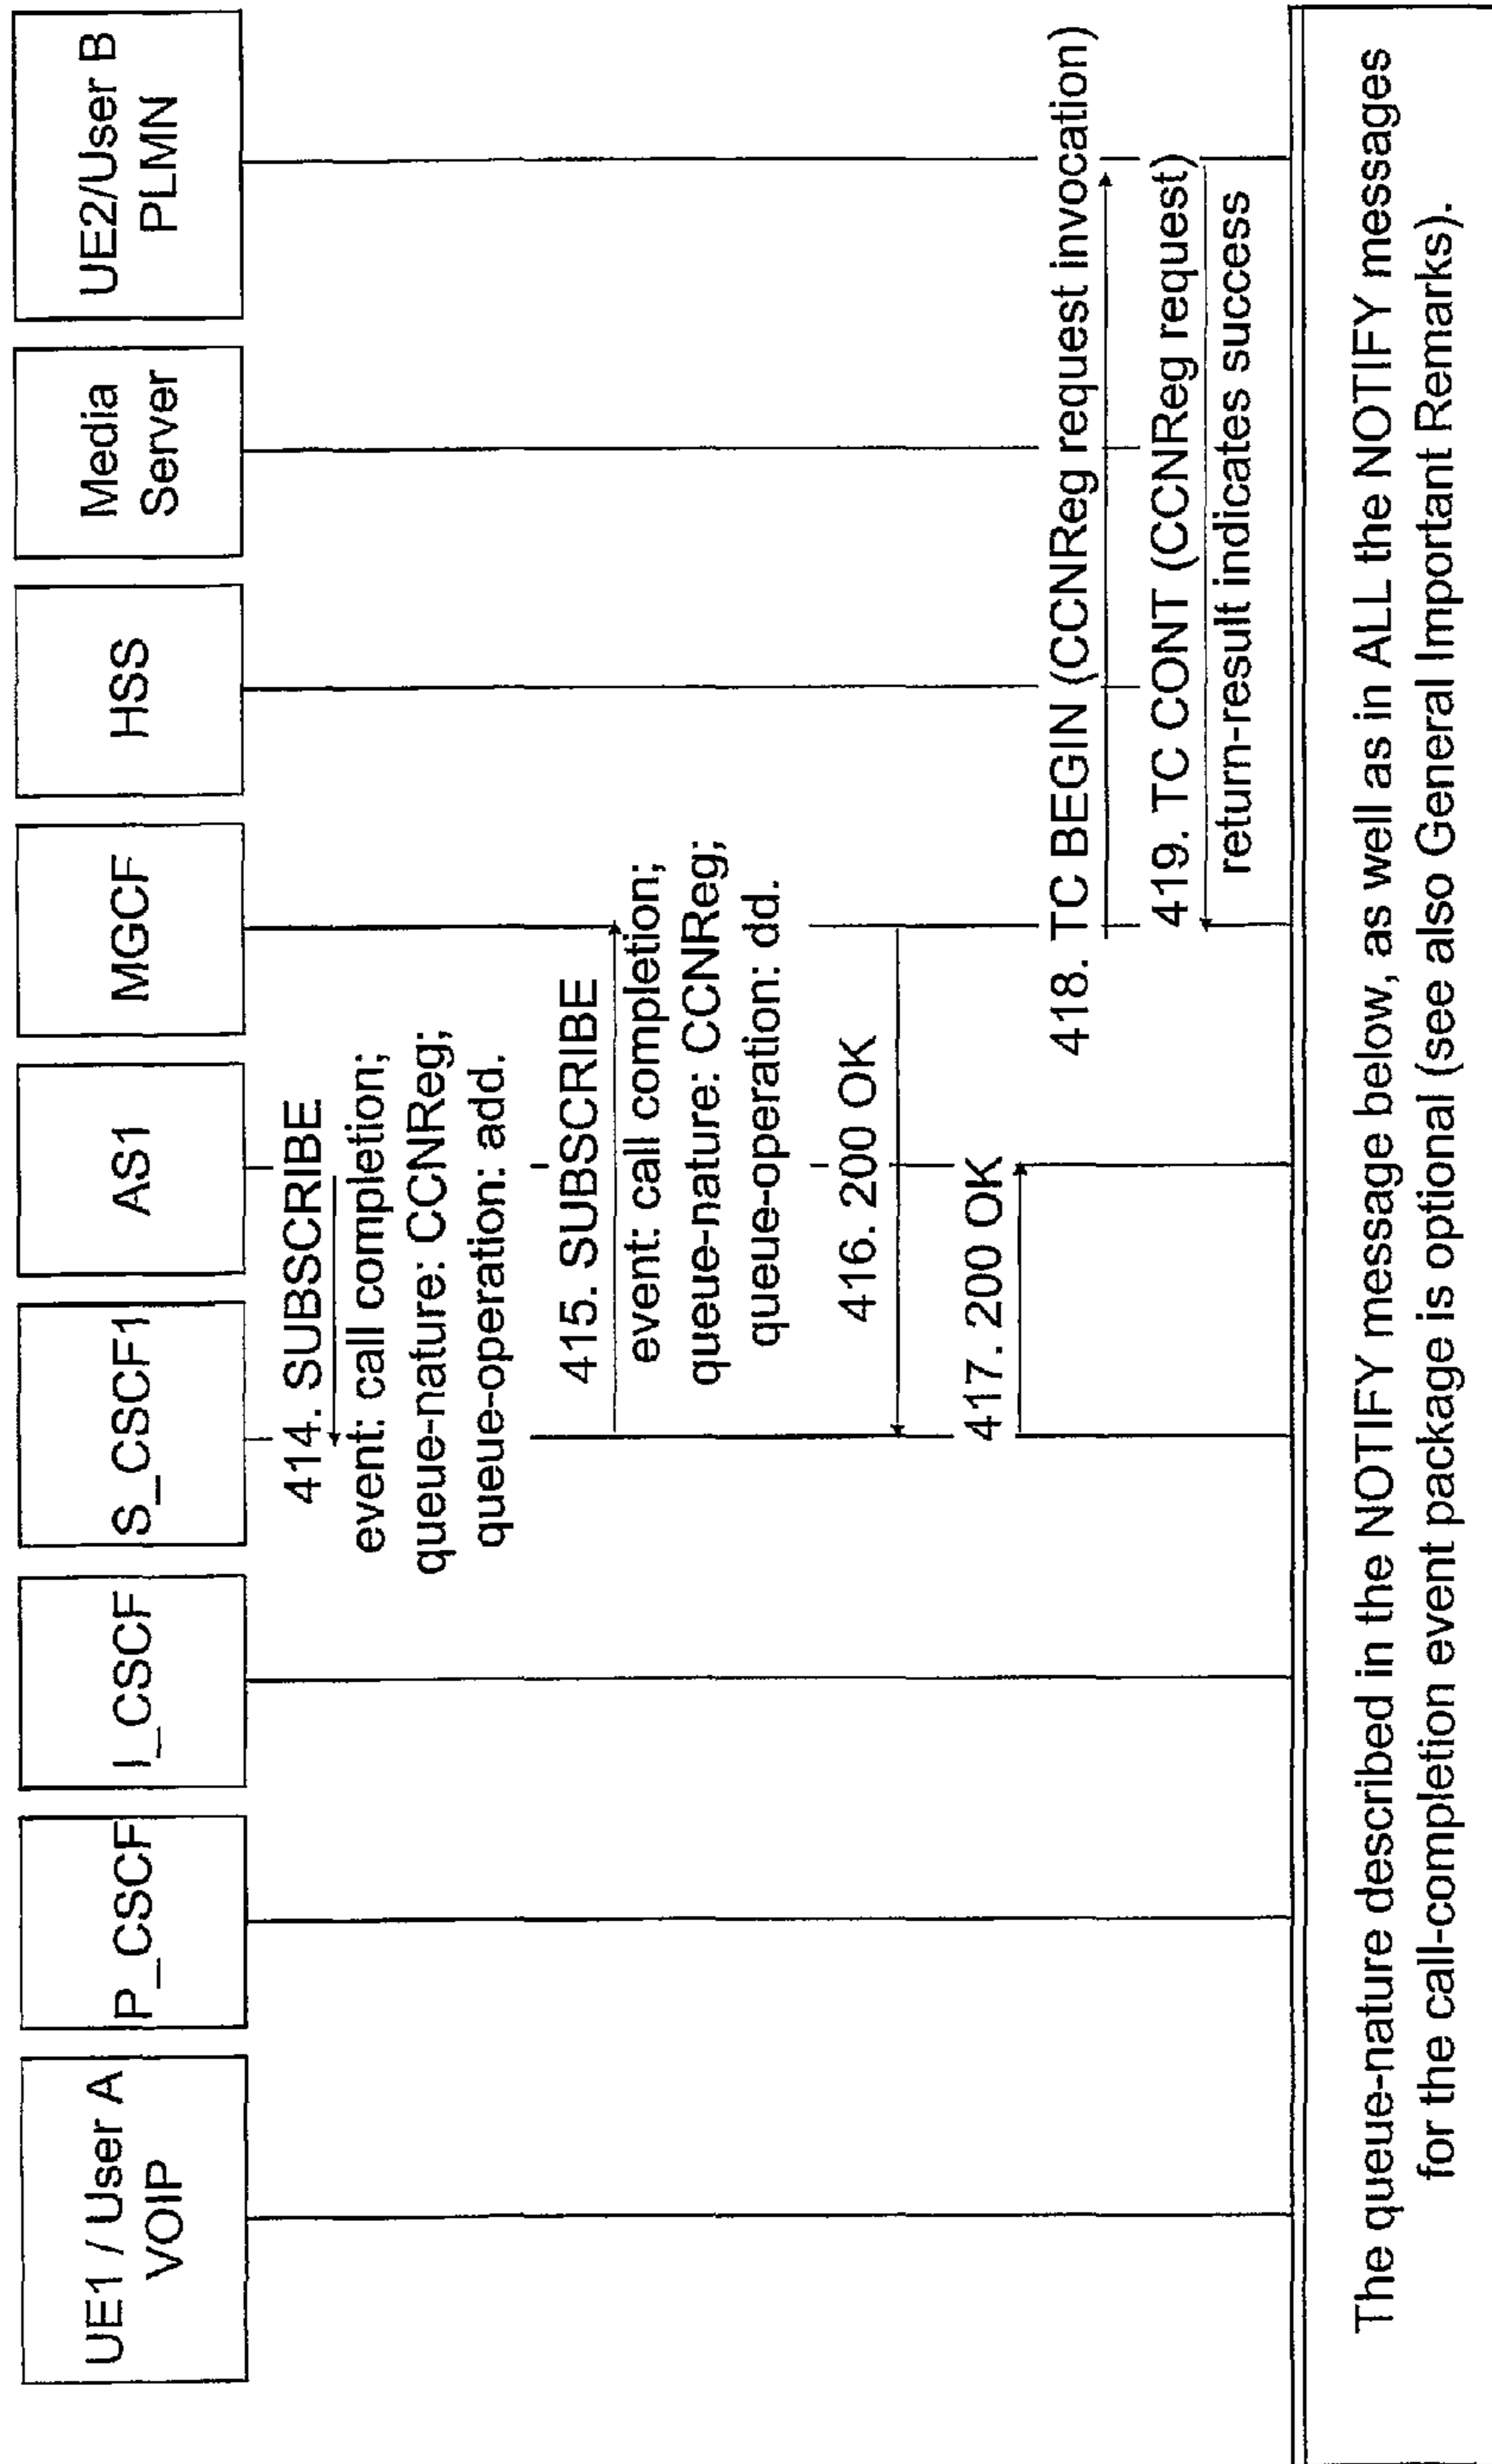 UE1 / User A
VOIP
P_CSCF
I_CSCF
S_CSCF1
AS1
MGCF
HSS
Media
Server
UE2/User B
PLMN
414. SUBSCRIBE
event: call completion;
queue-nature: CCNReg;
queue-operation: add.
415. SUBSCRIBE
event: call completion;
queue-nature: CCNReg;
queue-operation: dd.
416. 200 OK
417. 200 OK
418. TC BEGIN (CCNReg request invocation)
419. TC CONT (CCNReg request)
return-result indicates success
The queue-nature described in the NOTIFY message below, as well as in ALL the NOTIFY messages
for the call-completion event package is optional (see also General Important Remarks).